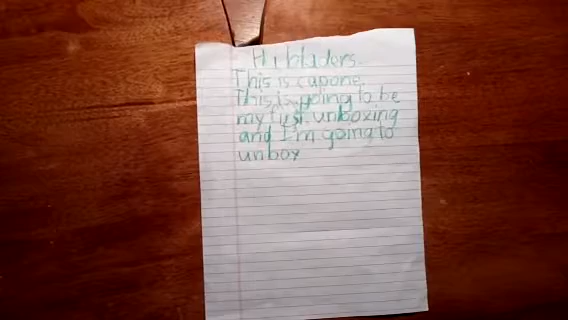 Hi bladers.
This is capone.
This is going to be
my first unboxing
and I'm going to
unbox